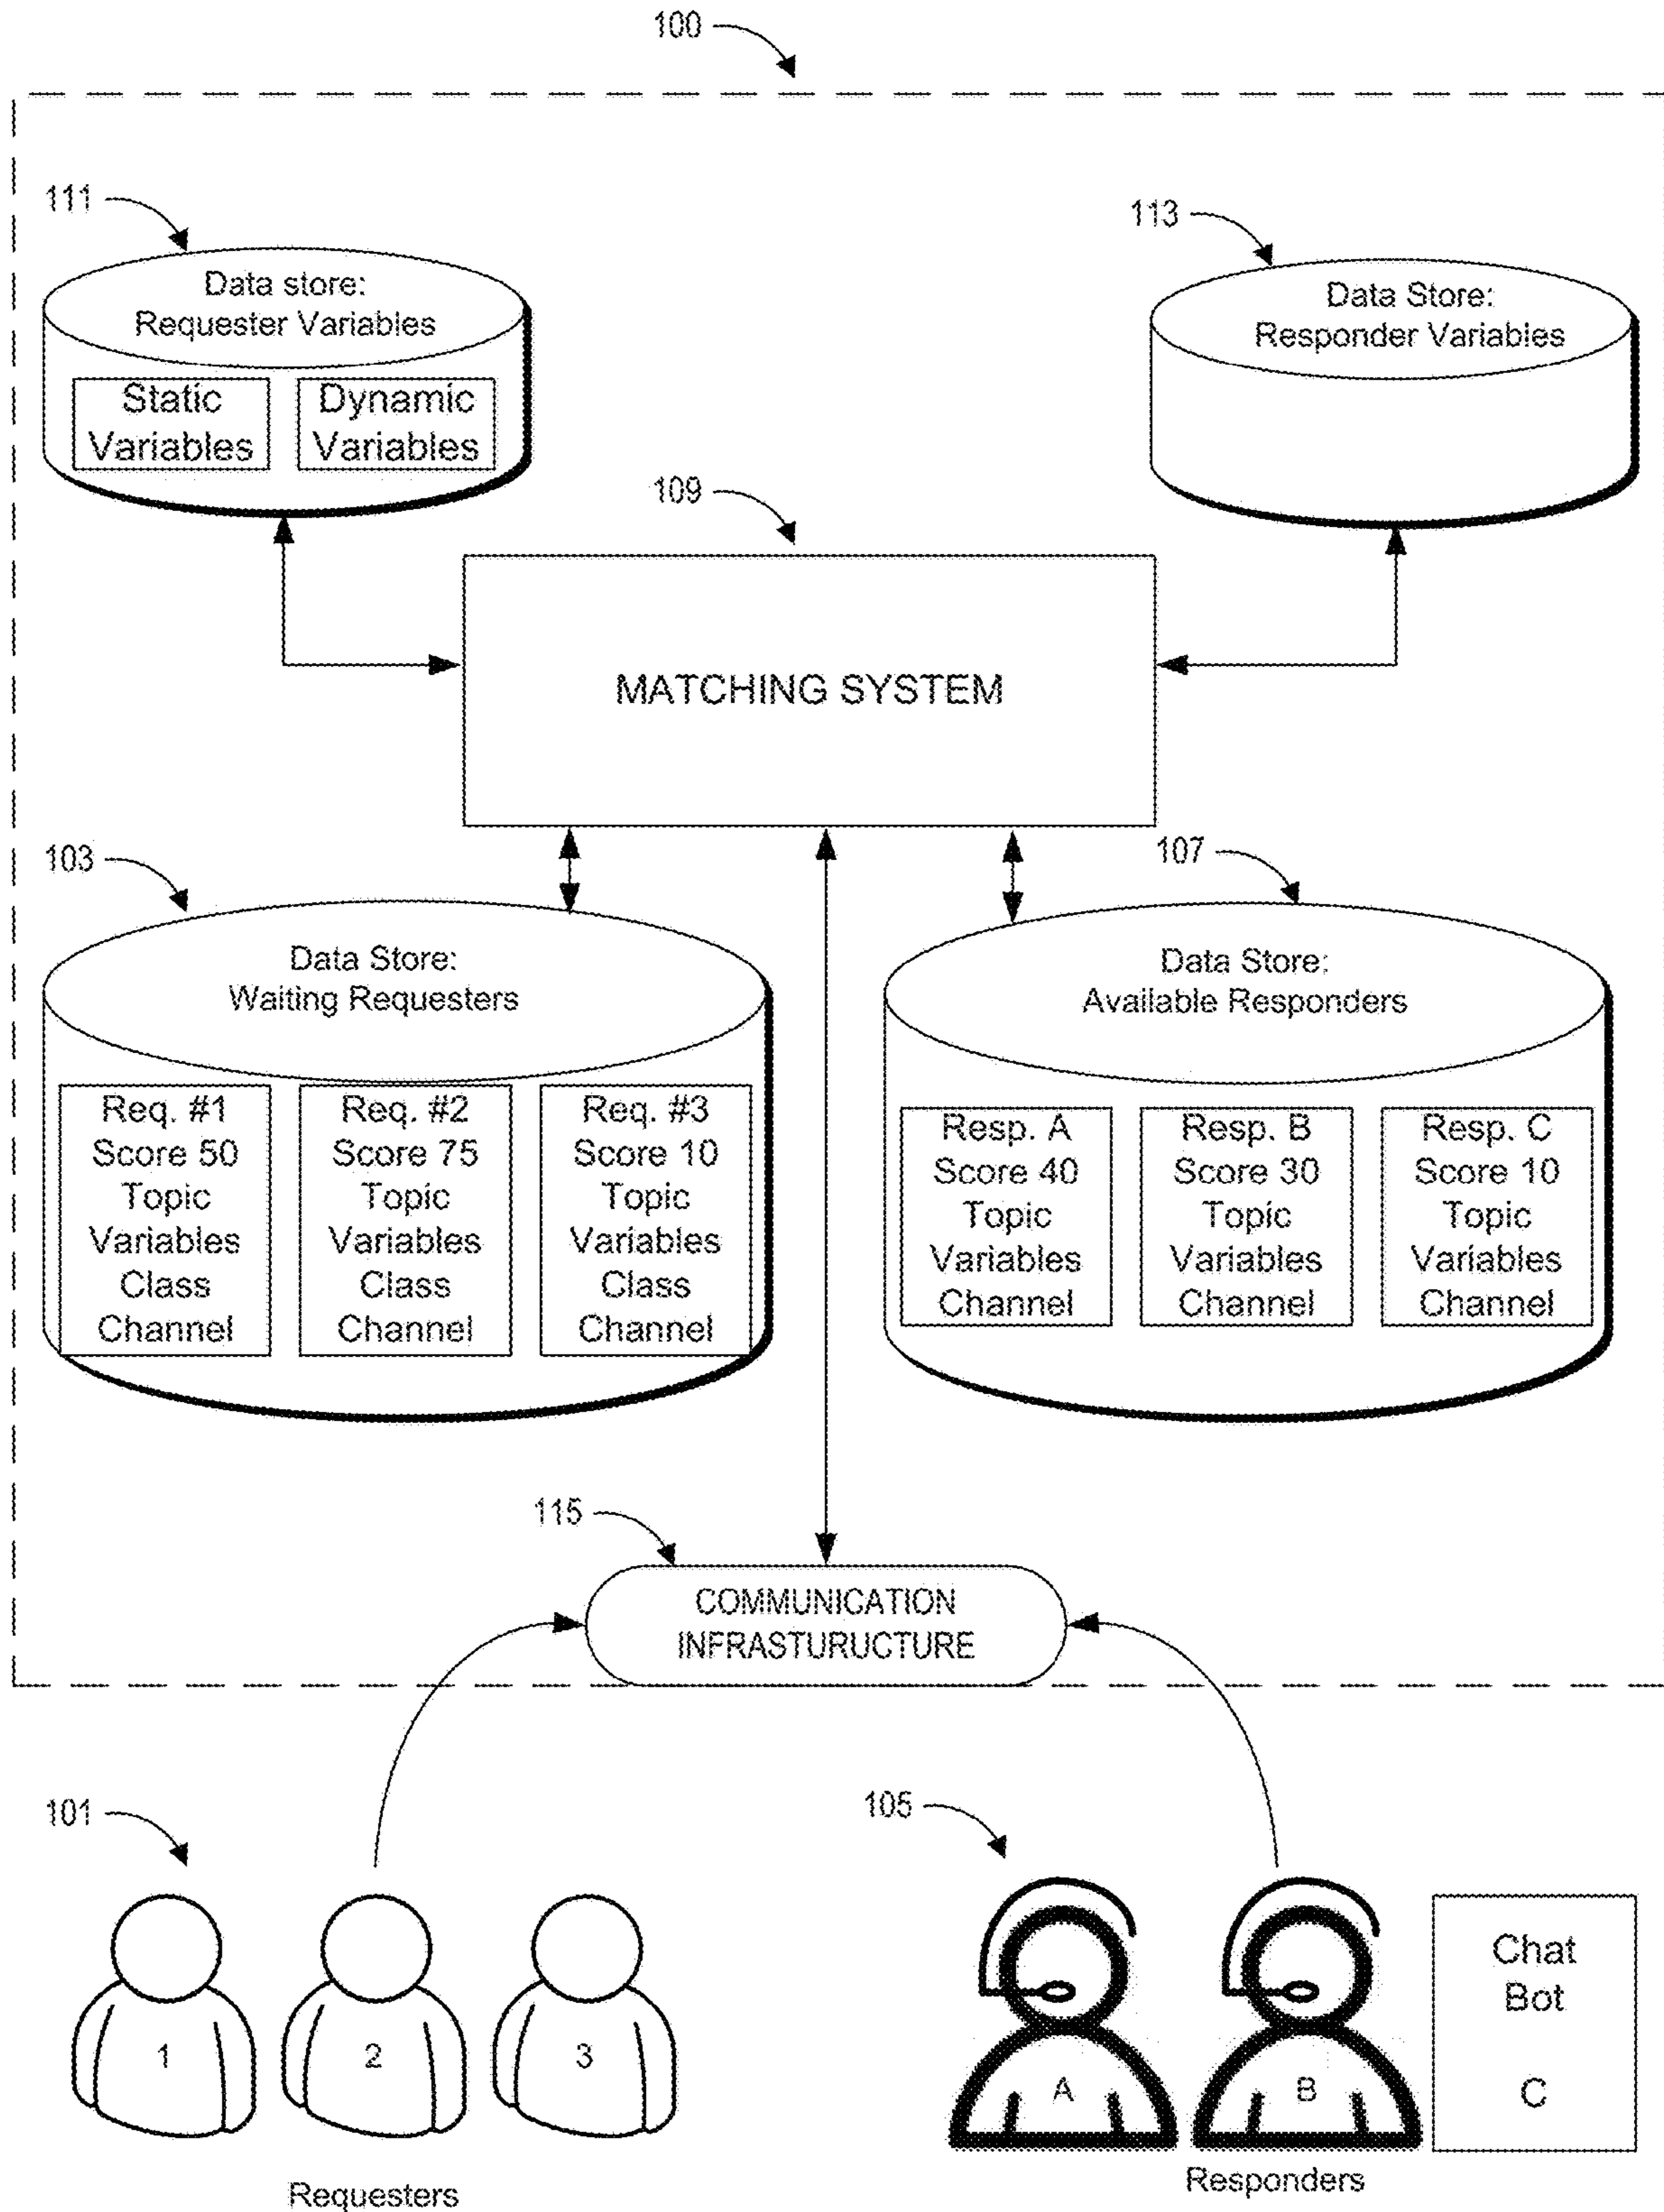 100
111
113
Data store:
Requester Variables
Data Store:
Responder Variables
Static
Variables
Dynamic
Variables
109
MATCHING SYSTEM
103
107
Data Store:
Waiting Requesters
Data Store:
Available Responders
Req. #1
Score 50
Topic
Variables
Class
Channel
Req. #2
Score 75
Topic
Variables
Class
Channel
Req. #3
Score 10
Topic
Variables
Class
Channel
Resp. A
Score 40
Topic
Variables
Channel
Resp. B
Score 30
Topic
Variables
Channel
Resp. C
Score 10
Topic
Variables
Channel
115
COMMUNICATION
INFRASTURUCTURE
101
105
1
2
3
A
B
Chat
Bot
C
Requesters
Responders